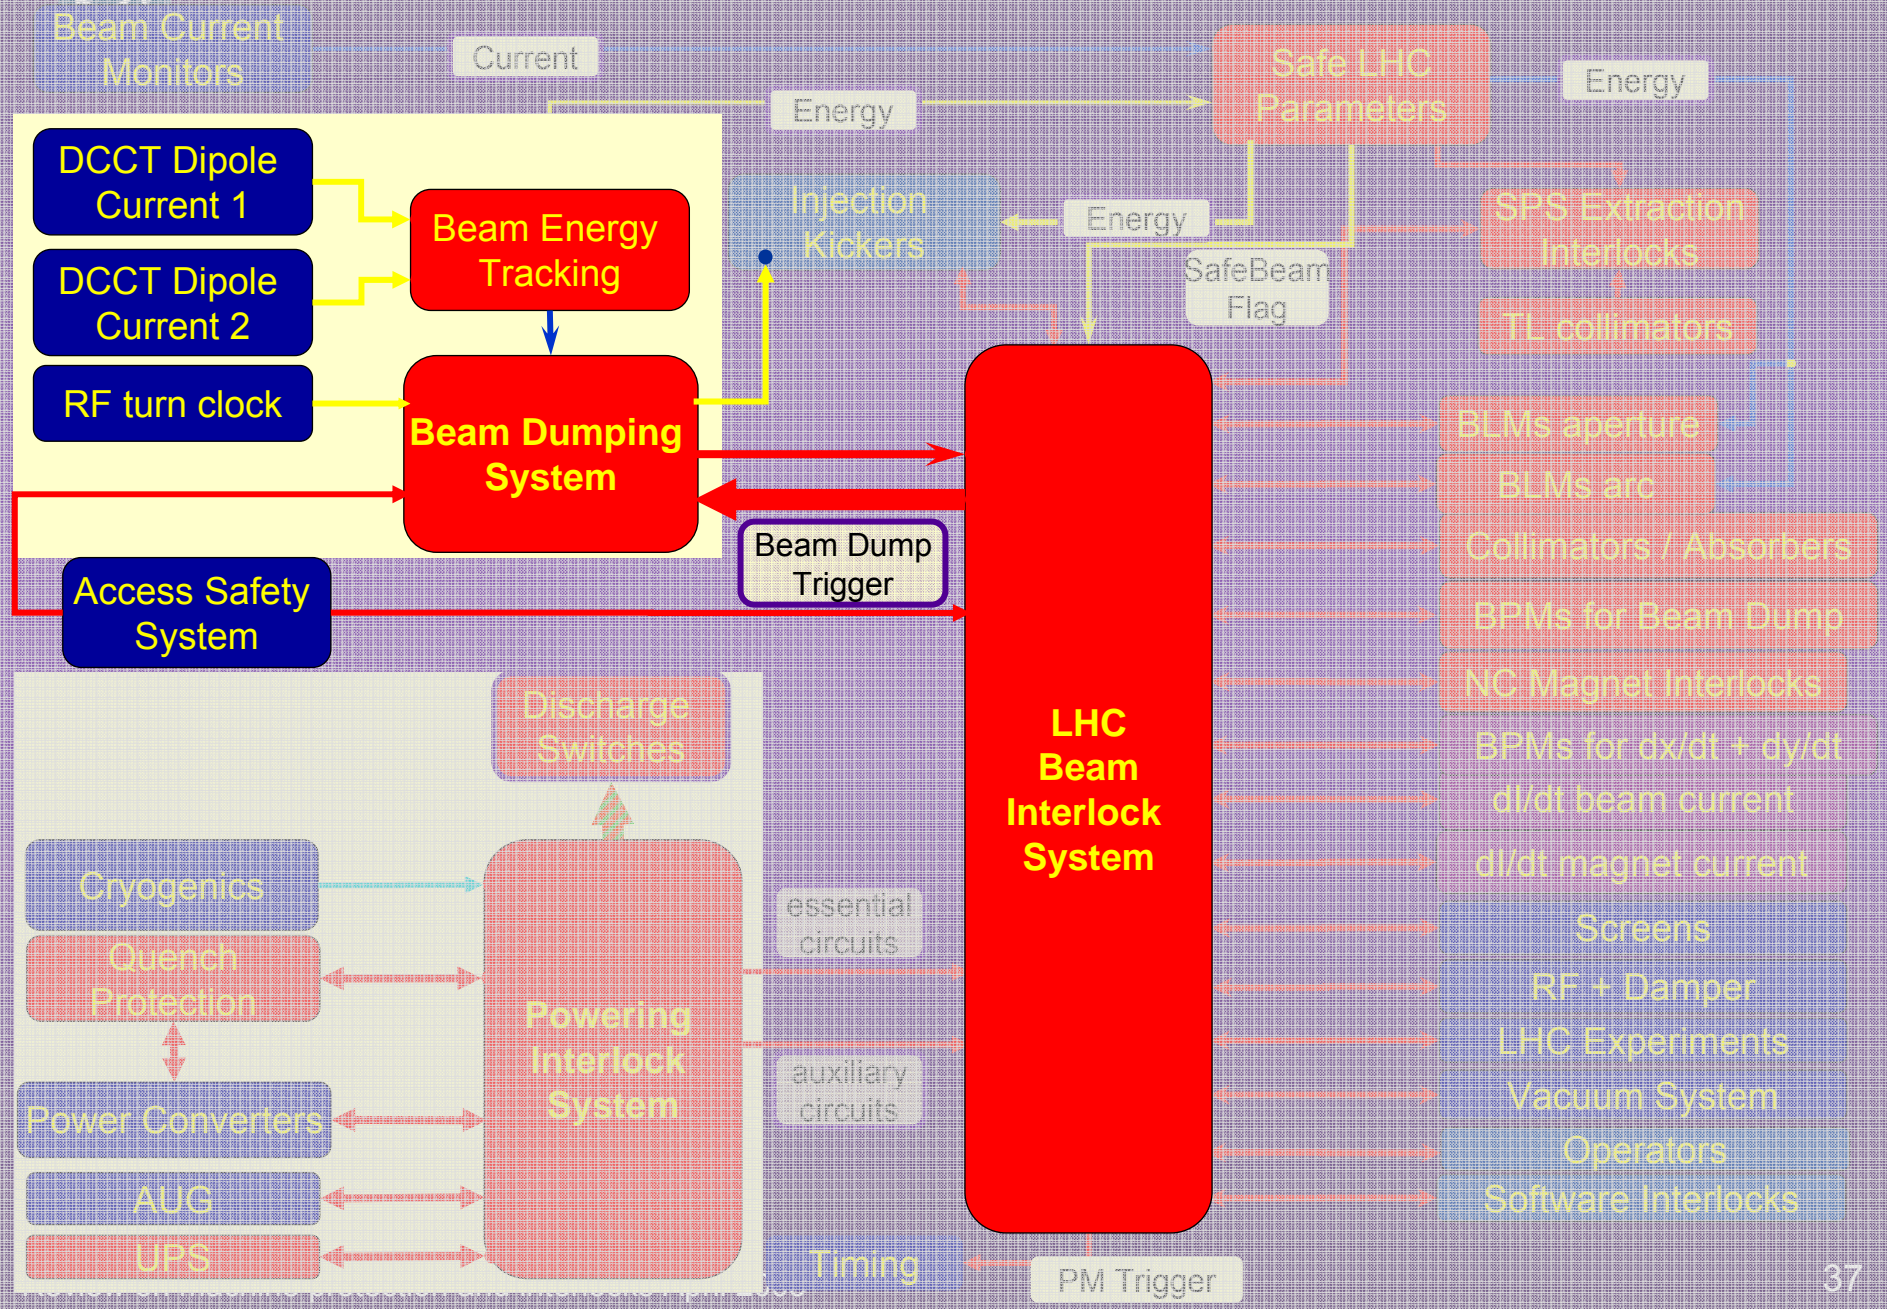 Beam Current
Monitors
Current
Energy
Safe LHC
Parameters
Energy
DCCT Dipole
Current 1
Beam Energy
Tracking
Injection
Kickers
Energy
SPS Extraction
Interlocks
DCCT Dipole
Current 2
SafeBeam
Flag
TL collimators
RF turn clock
Beam Dumping
System
BLMs aperture
BLMs arc
Beam Dump
Trigger
Collimators / Absorbers
Access Safety
System
BPMs for Beam Dump
NC Magnet Interlocks
Discharge
Switches
LHC
Beam
Interlock
System
BPMs for dx/dt + dy/dt
dI/dt beam current
dI/dt magnet current
Cryogenics
essential
circuits
Screens
Quench
Protection
RF + Damper
Powering
Interlock
System
LHC Experiments
auxiliary
circuits
Power Converters
Vacuum System
Operators
AUG
Software Interlocks
UPS
Timing
PM Trigger
37